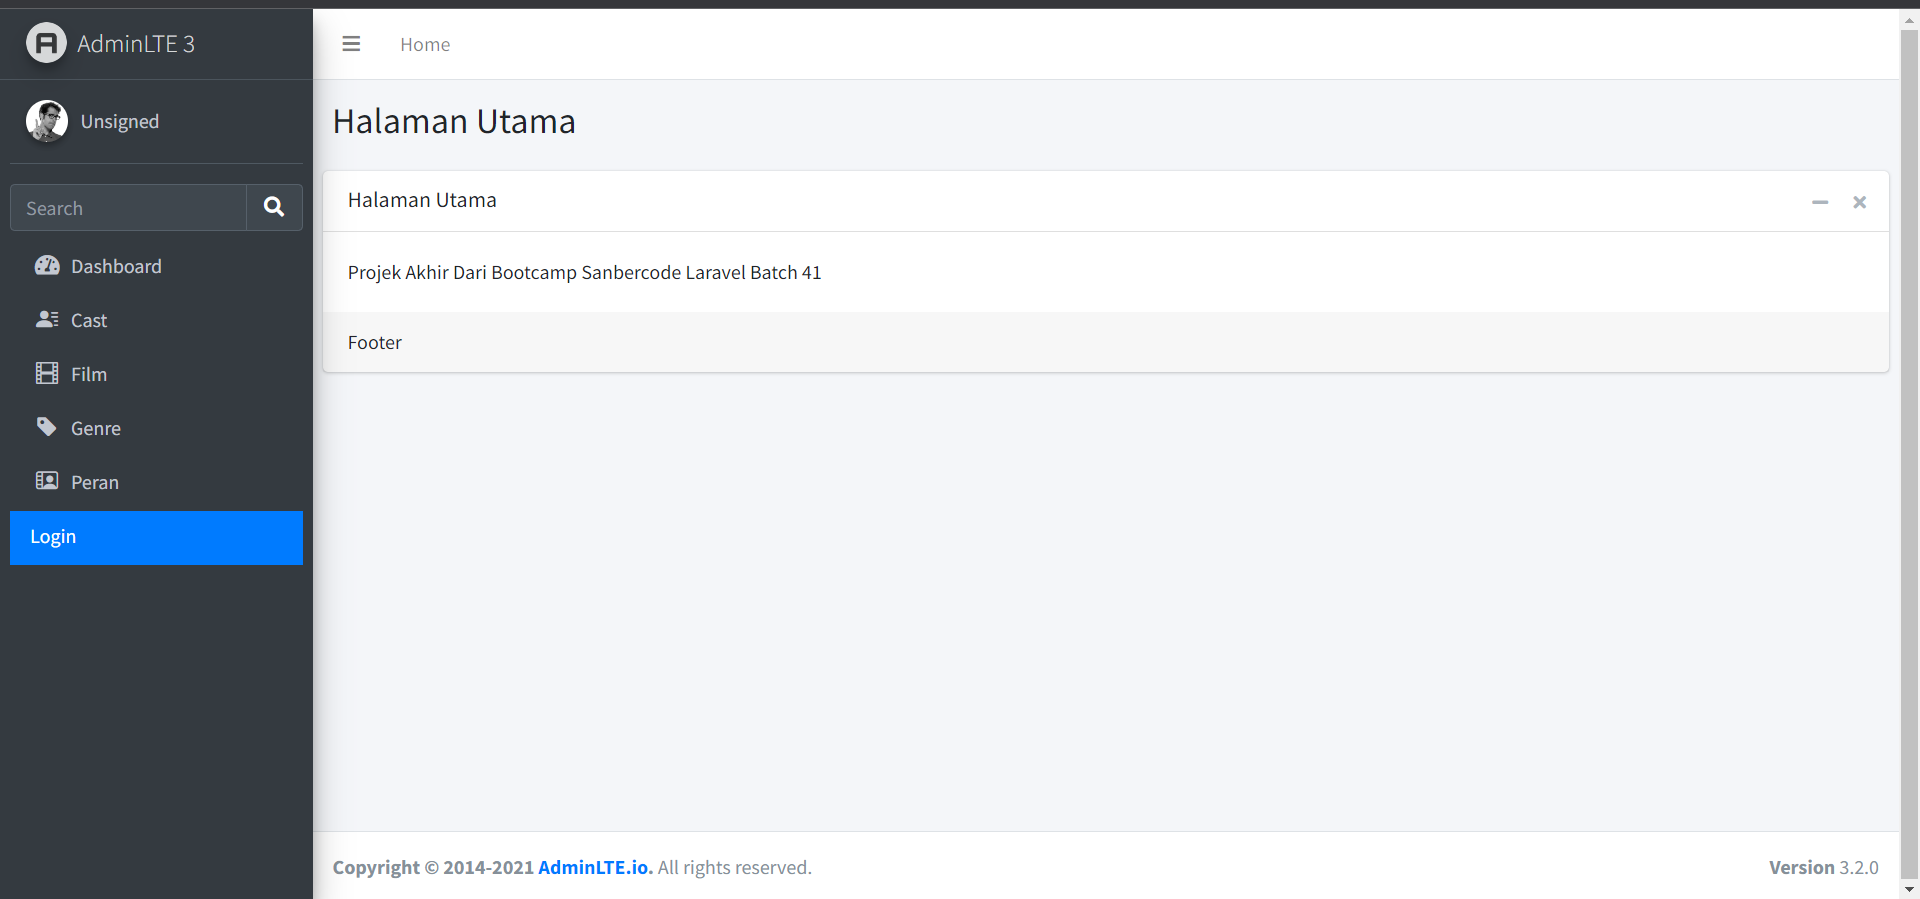 AdminLTE 3
Home
Unsigned
Search
Dashboard
Cast
Film
Genre
Peran
Login
Halaman Utama
Halaman Utama
Projek Akhir Dari Bootcamp Sanbercode Laravel Batch 41
Footer
Copyright © 2014-2021 AdminLTE.io. All rights reserved.
Version 3.2.0